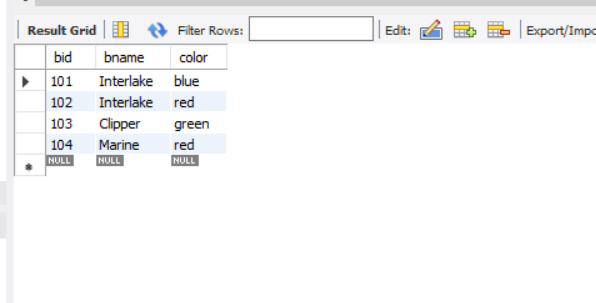 Result Grid Filter Rows: Edit: Export/Impo
bid bname color
101 Interlake blue
102 Interlake red
103 Clipper green
104 Marine red
NULL NULL NULL